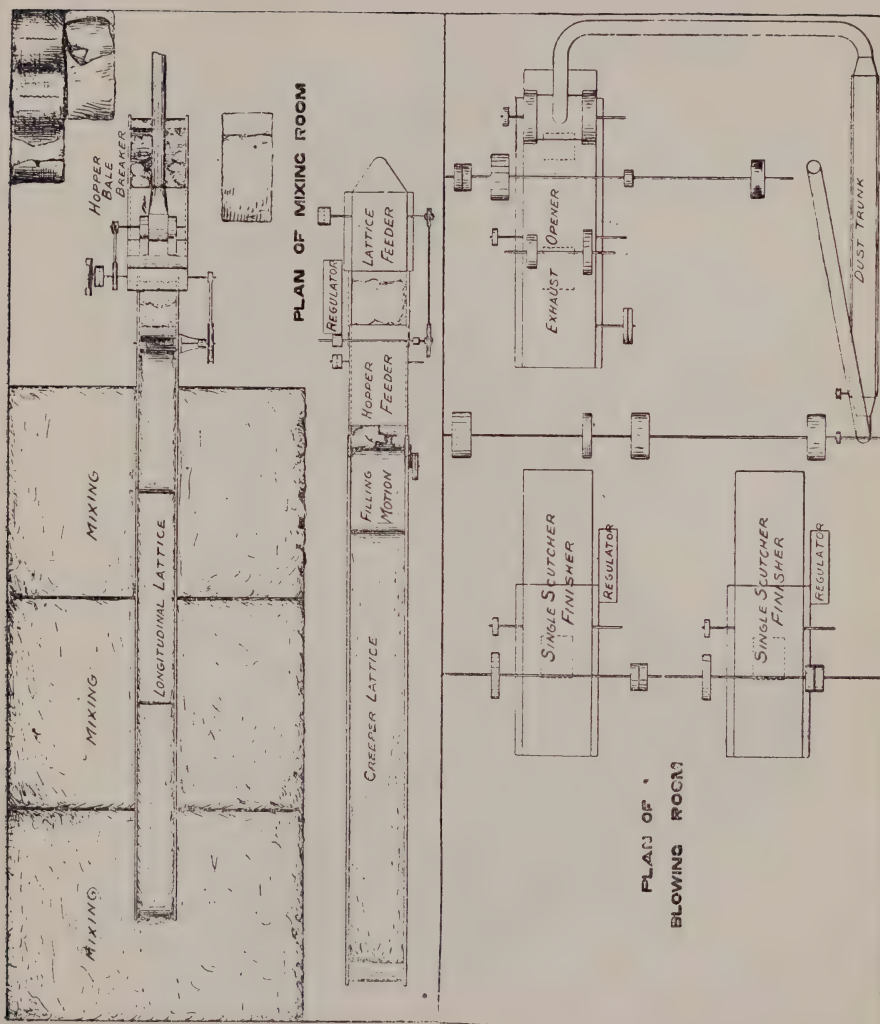 HOPPER
BALE
BREAKER
PLAN OF MIXING ROOM
LATTICE
FEEDER
REGULATOR
HOPPER
FEEDER
FILLING
MOTION
CREEPER LATTICE
MIXING
MIXING
MIXING
LONGITUDINAL LATTICE
EXHAUST OPENER
DUST TRUNK
SINGLE SCUTCHER
FINISHER
REGULATOR
SINGLE SCUTCHER
FINISHER
REGULATOR
PLAN OF
BLOWING ROOM